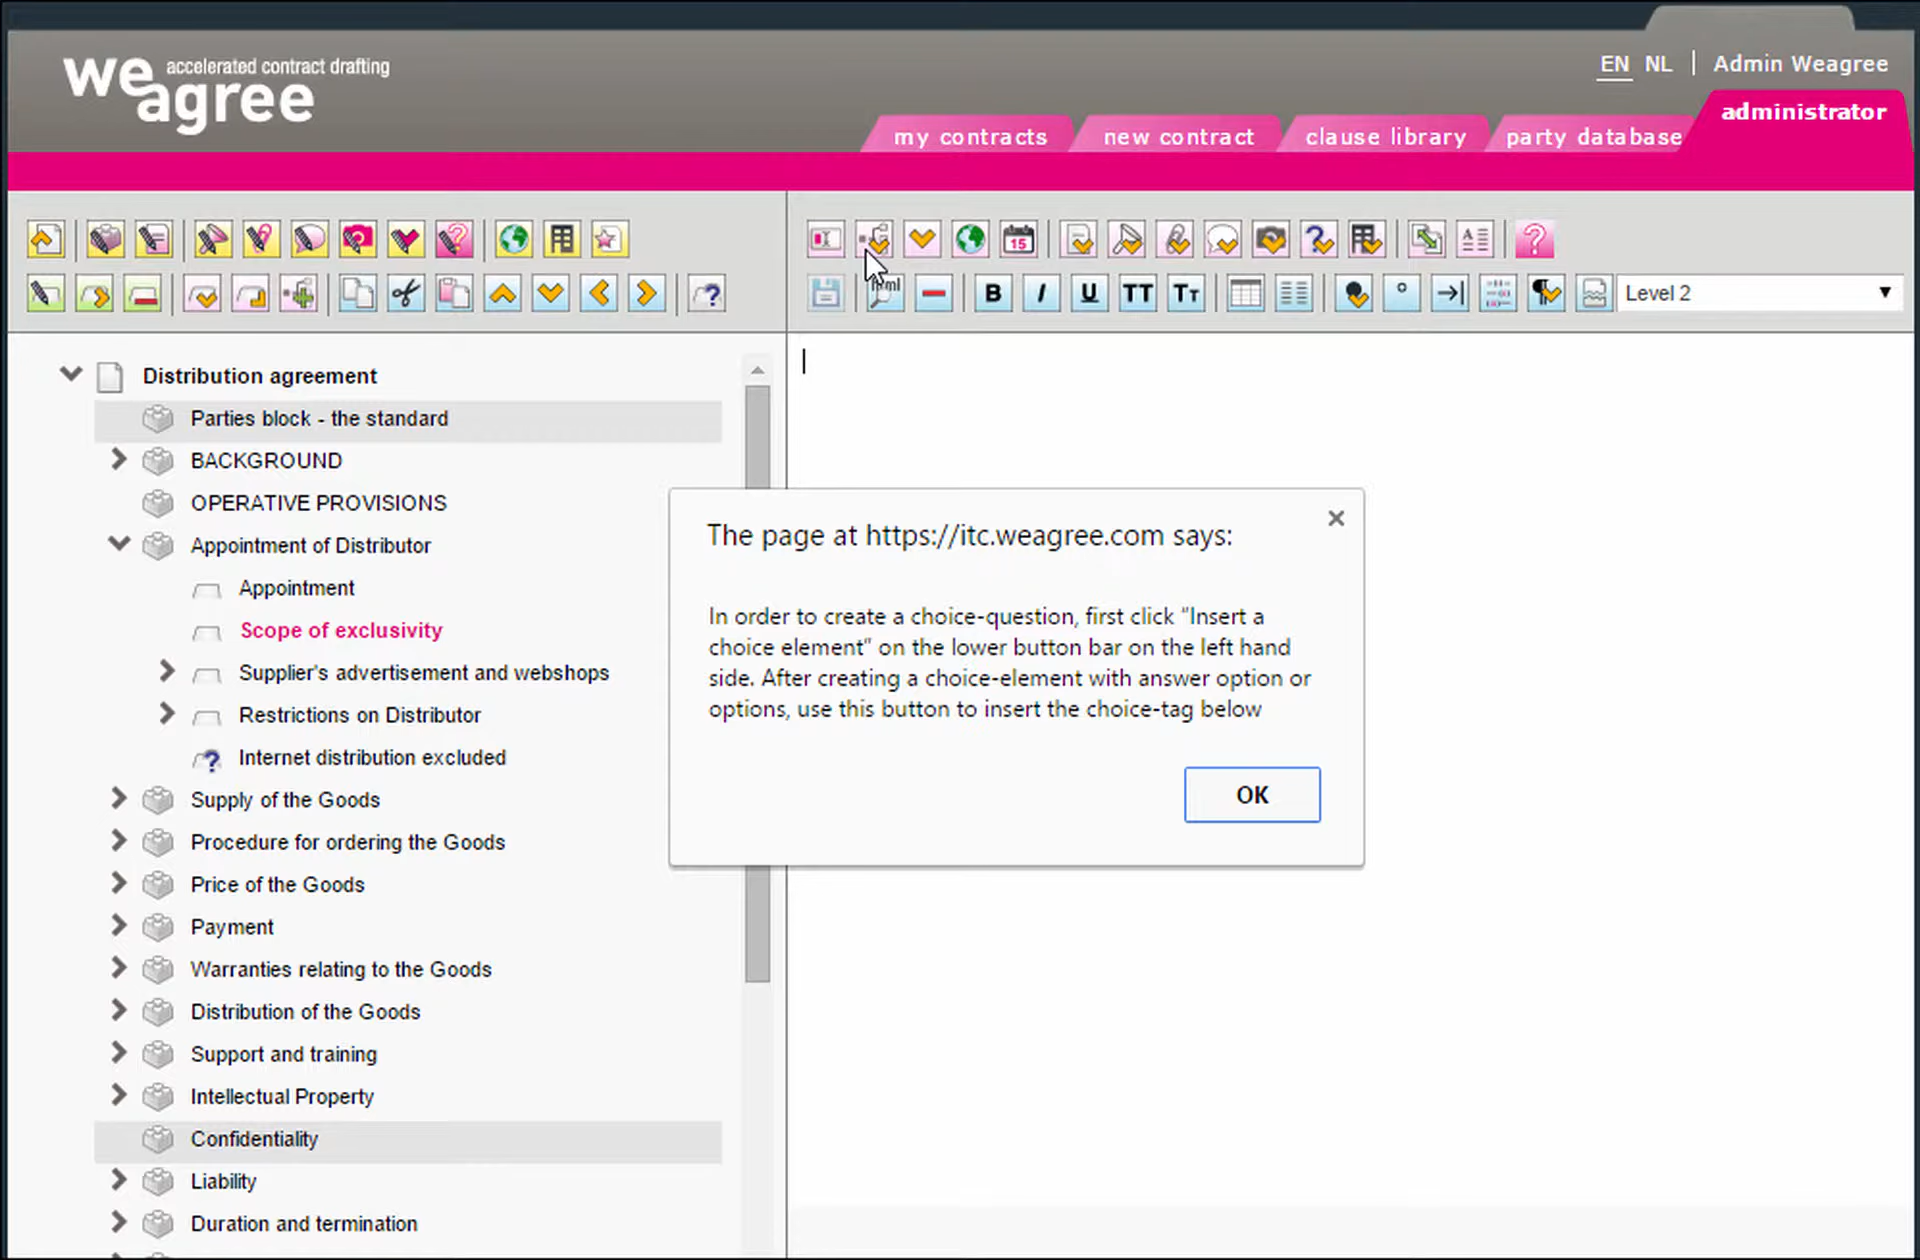 we agree accelerated contract drafting
EN NL | Admin Weagree
my contracts new contract clause library party database administrator
15
html B I U TT TT Level 2
Distribution agreement
Parties block - the standard
BACKGROUND
OPERATIVE PROVISIONS
Appointment of Distributor
Appointment
Scope of exclusivity
Supplier's advertisement and webshops
Restrictions on Distributor
Internet distribution excluded
Supply of the Goods
Procedure for ordering the Goods
Price of the Goods
Payment
Warranties relating to the Goods
Distribution of the Goods
Support and training
Intellectual Property
Confidentiality
Liability
Duration and termination
The page at https://itc.weagree.com says:
In order to create a choice-question, first click "Insert a
choice element" on the lower button bar on the left hand
side. After creating a choice-element with answer option or
options, use this button to insert the choice-tag below
OK